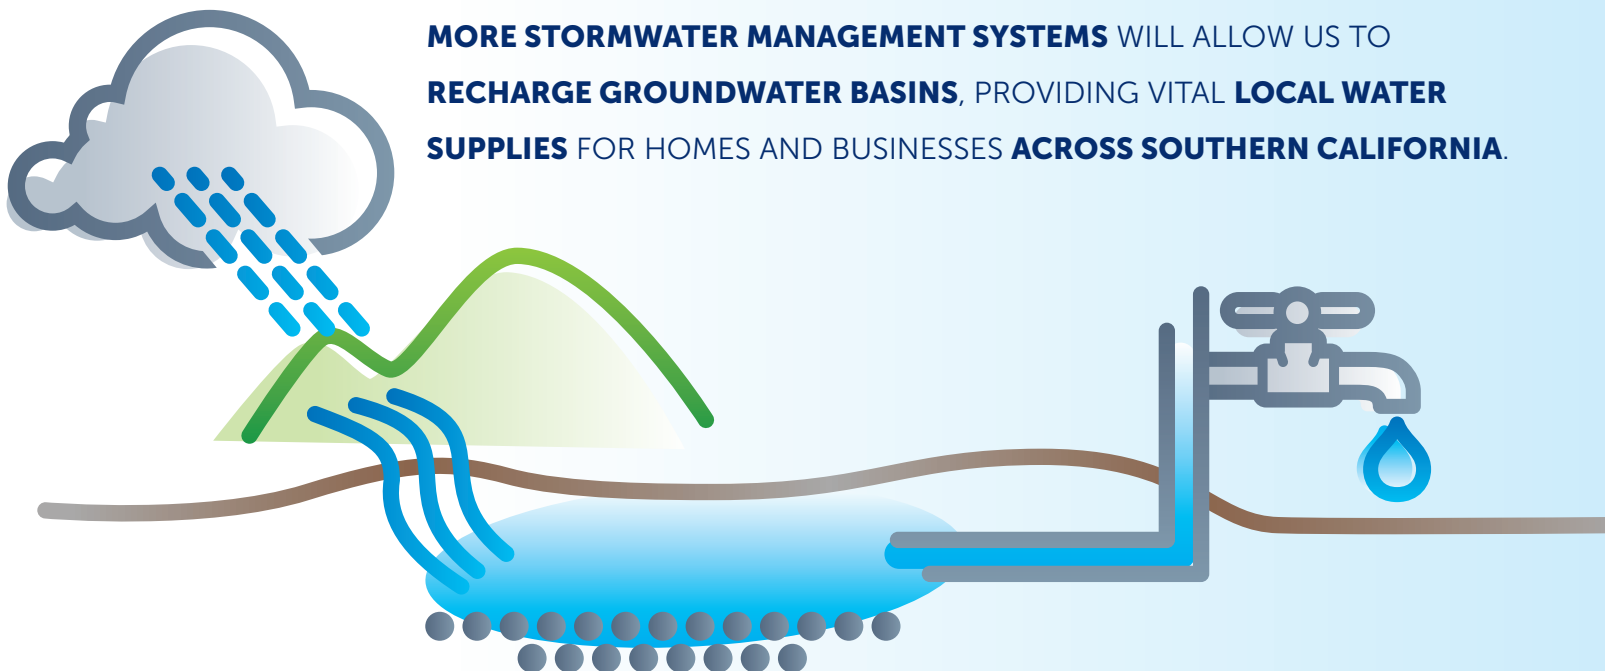 MORE STORMWATER MANAGEMENT SYSTEMS WILL ALLOW US TO
RECHARGE GROUNDWATER BASINS, PROVIDING VITAL LOCAL WATER
SUPPLIES FOR HOMES AND BUSINESSES ACROSS SOUTHERN CALIFORNIA.